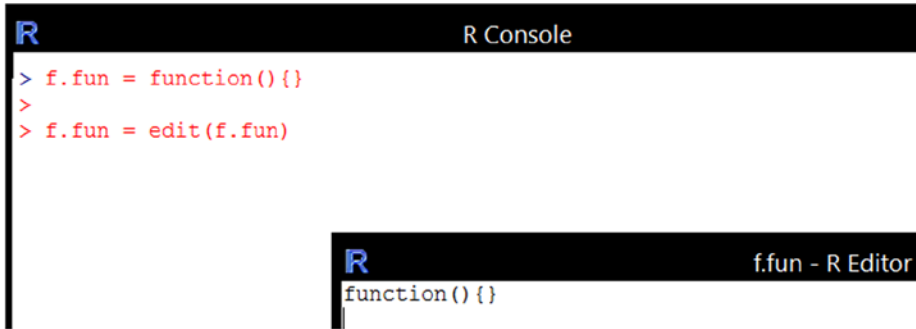 R
R Console
> f.fun = function(){}
>
> f.fun = edit(f.fun)
R
f.fun - R Editor
function(){}